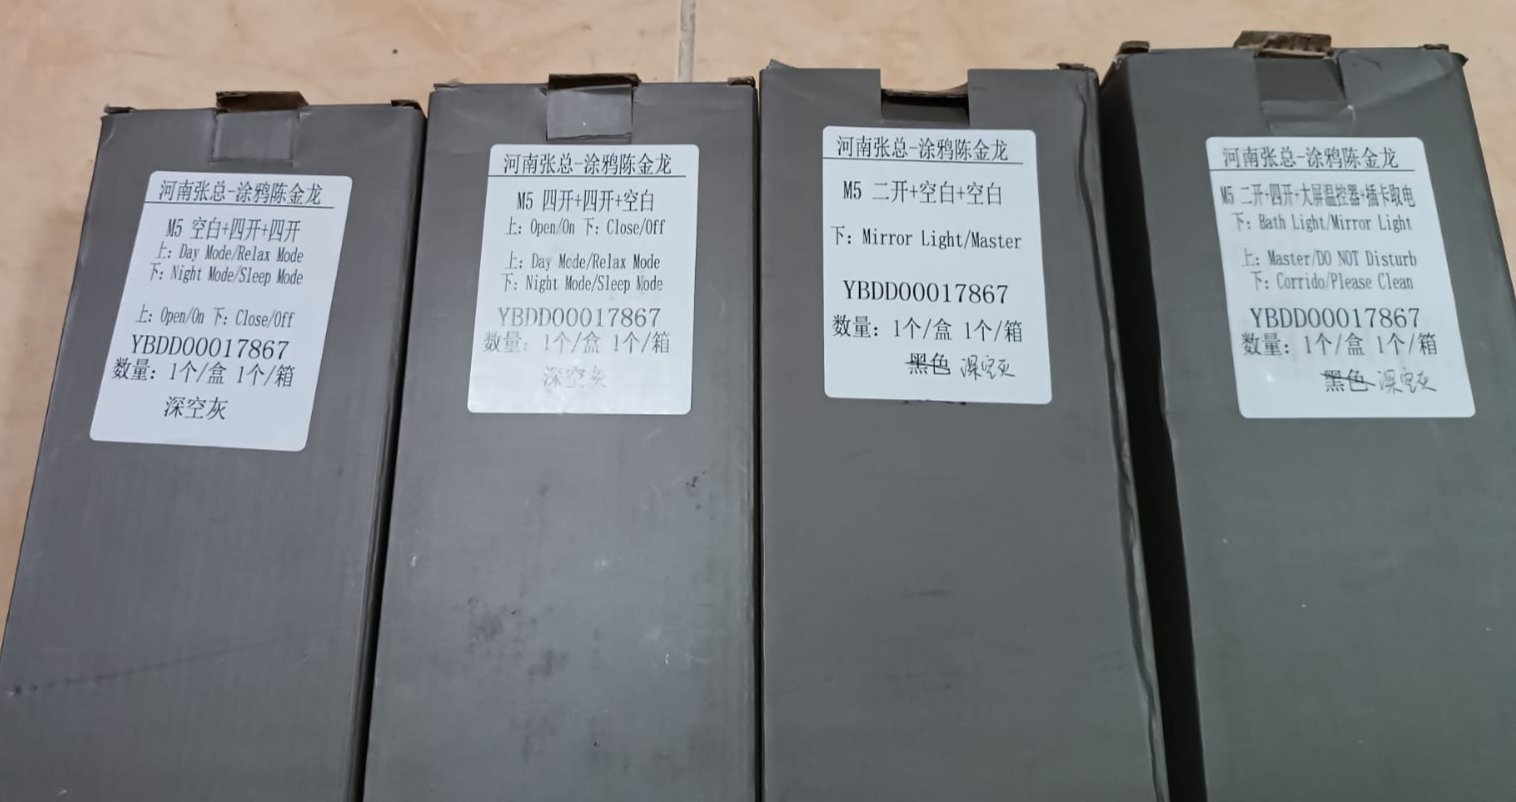 河南张总-涂鸦陈金龙
M5 空白+四开+四开
上: Day Mode/Relax Mode
下: Night Mode/Sleep Mode
上: Open/On 下: Close/Off
YBDD00017867
数量: 1个/盒 1个/箱
深空灰
河南张总-涂鸦陈金龙
M5 四开+四开+空白
上: Open/On 下: Close/Off
上: Day Mode/Relax Mode
下: Night Mode/Sleep Mode
YBDD00017867
数量: 1个/盒 1个/箱
深空灰
河南张总-涂鸦陈金龙
M5 二开+空白+空白
下: Mirror Light/Master
YBDD00017867
数量: 1个/盒 1个/箱
黑色 深空灰
河南张总-涂鸦陈金龙
M5 二开+四开+大屏温控器+插卡取电
下: Bath Light/Mirror Light
上: Master/DO NOT Disturb
下: Corrido/Please Clean
YBDD00017867
数量: 1个/盒 1个/箱
黑色 深空灰